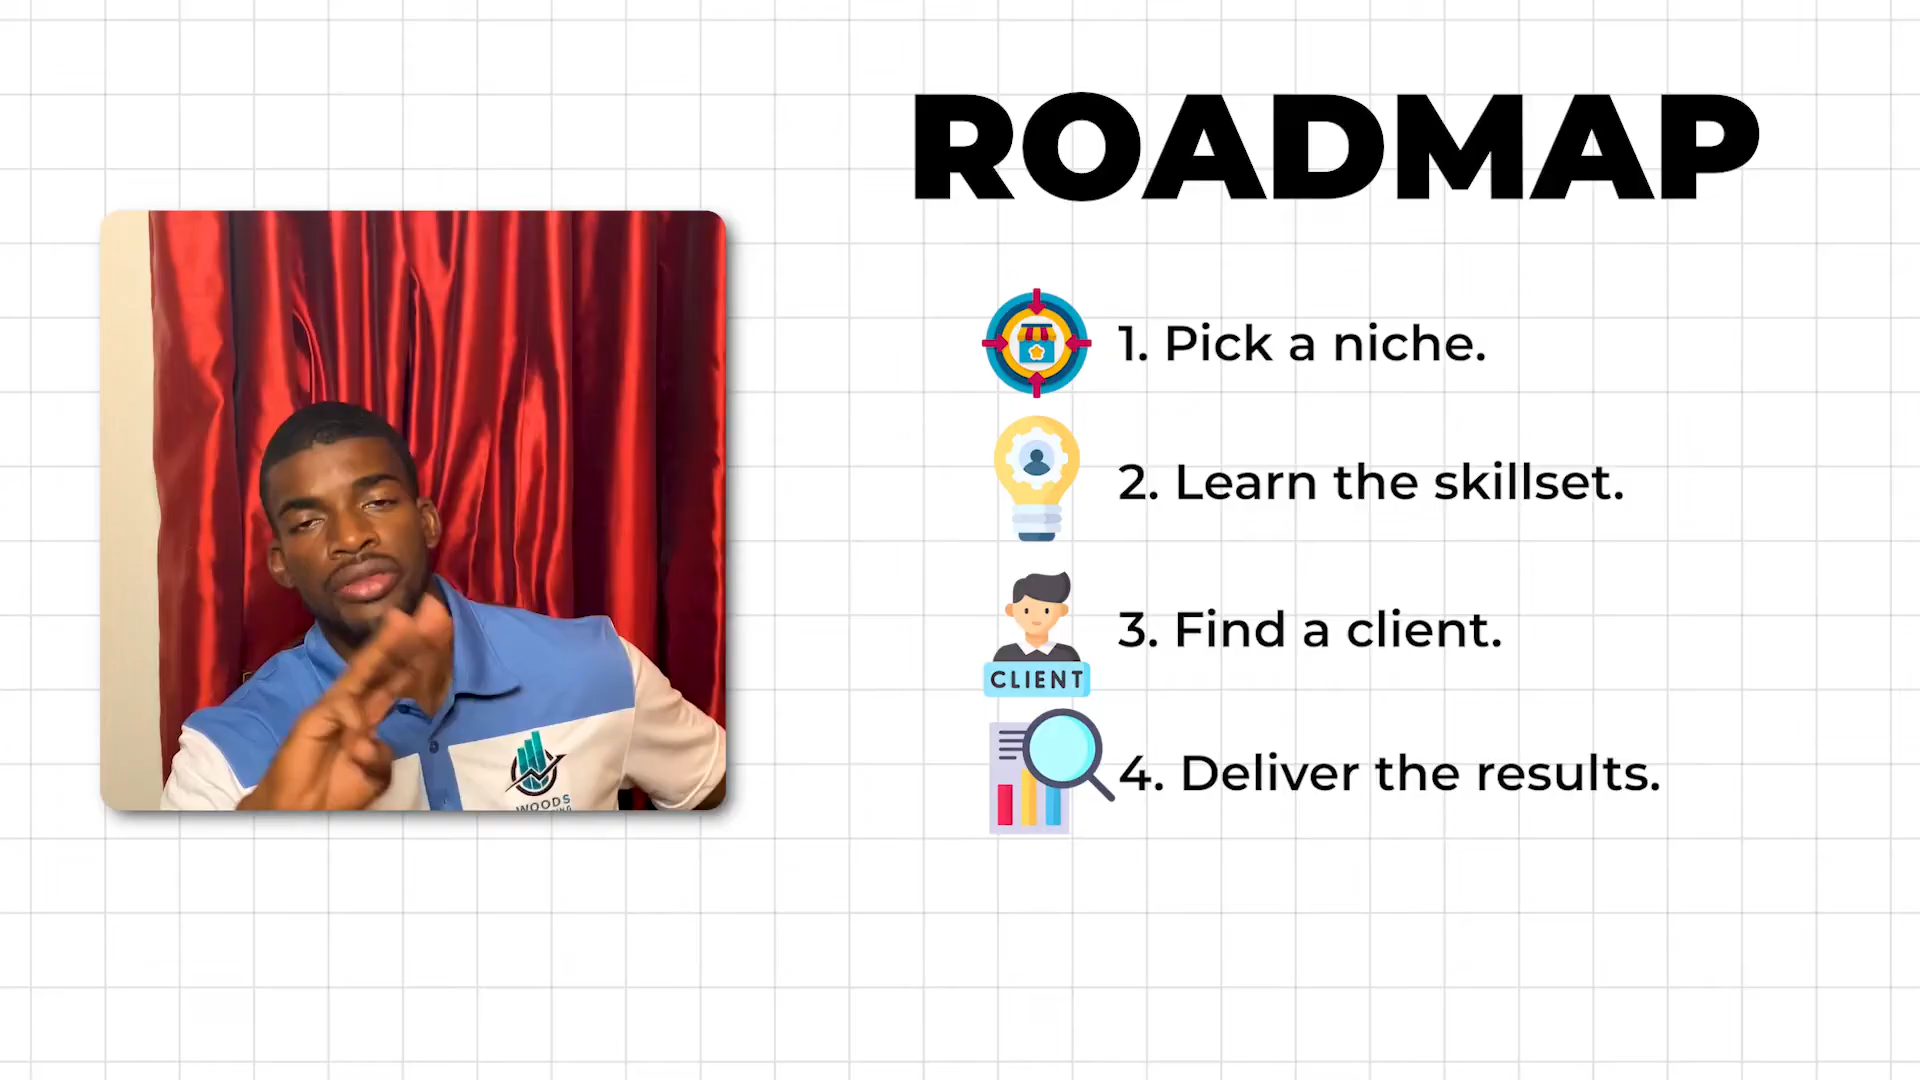 ROADMAP
1. Pick a niche.
2. Learn the skillset.
3. Find a client.
CLIENT
4. Deliver the results.
WOODS